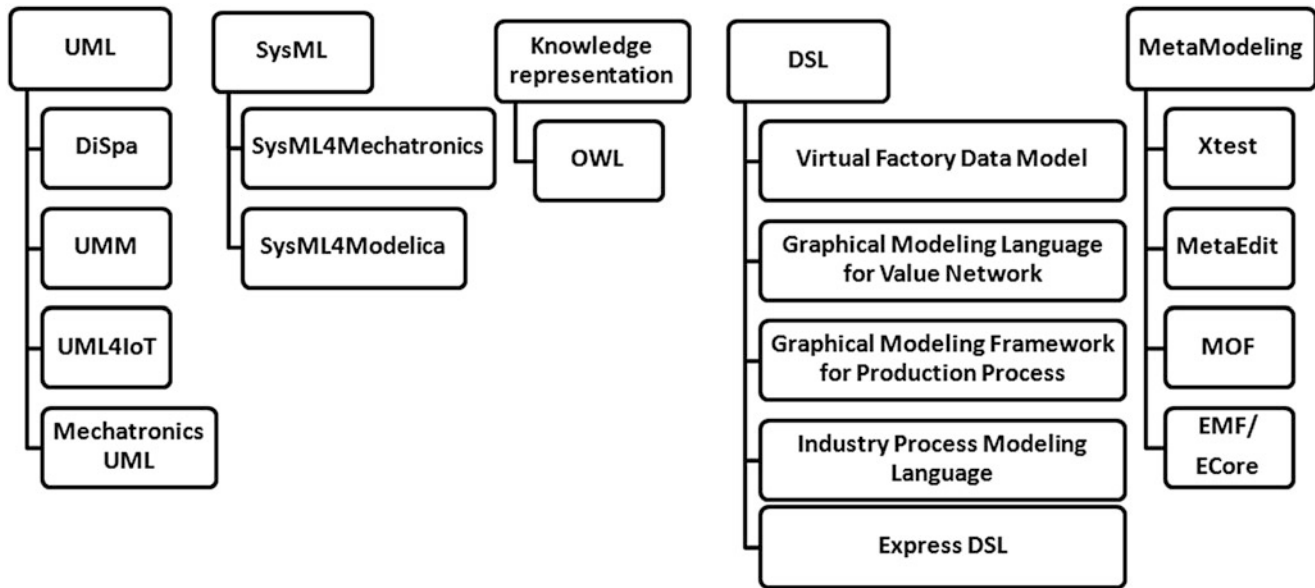 UML
DiSpa
UMM
UML4IoT
Mechatronics
UML
SysML
SysML4Mechatronics
SysML4Modelica
Knowledge
representation
OWL
DSL
Virtual Factory Data Model
Graphical Modeling Language
for Value Network
Graphical Modeling Framework
for Production Process
Industry Process Modeling
Language
Express DSL
MetaModeling
Xtest
MetaEdit
MOF
EMF/
ECore